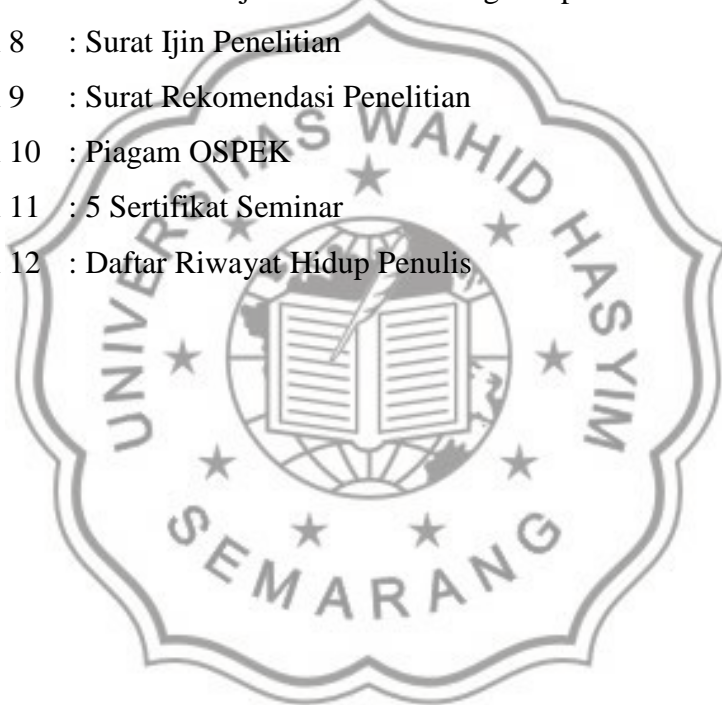 8 : Surat Ijin Penelitian
9 : Surat Rekomendasi Penelitian
10 : Piagam OSPEK
11 : 5 Sertifikat Seminar
12 : Daftar Riwayat Hidup Penulis
UNIVERSITAS WAHID HASYIM
SEMARANG